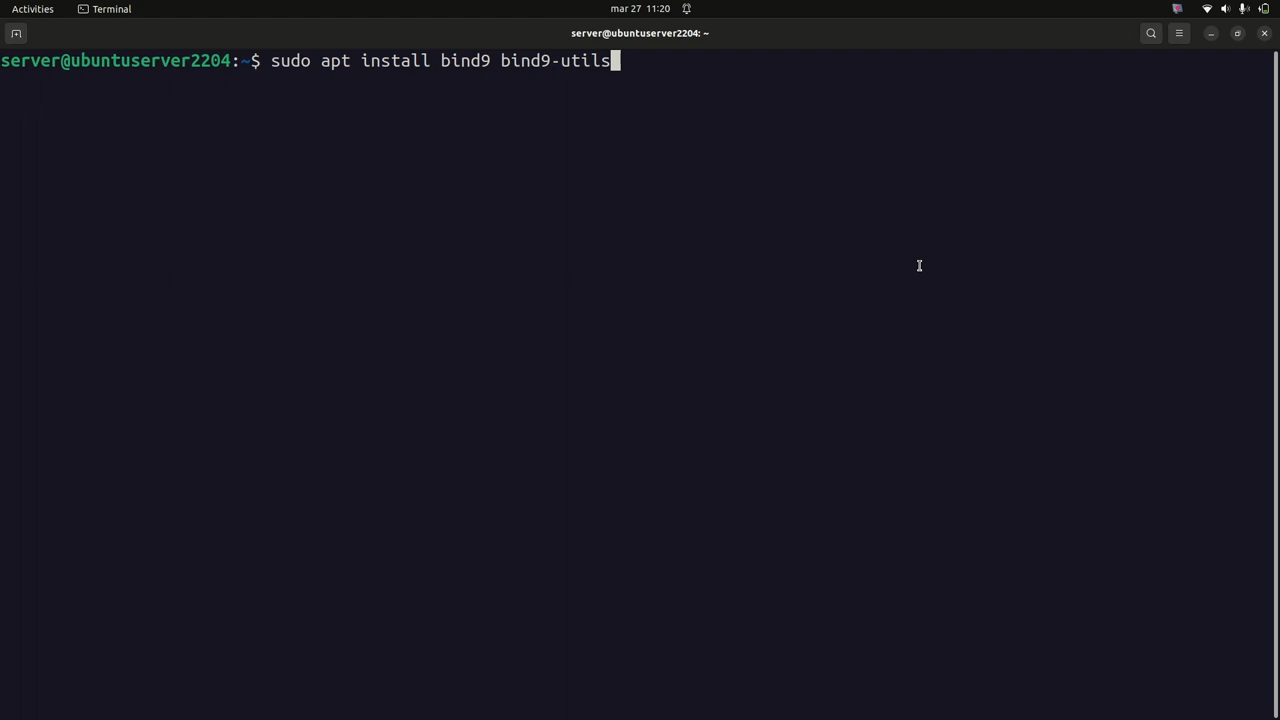 Activities Terminal mar 27 11:20
server@ubuntuserver2204: ~
server@ubuntuserver2204:~$ sudo apt install bind9 bind9-utils